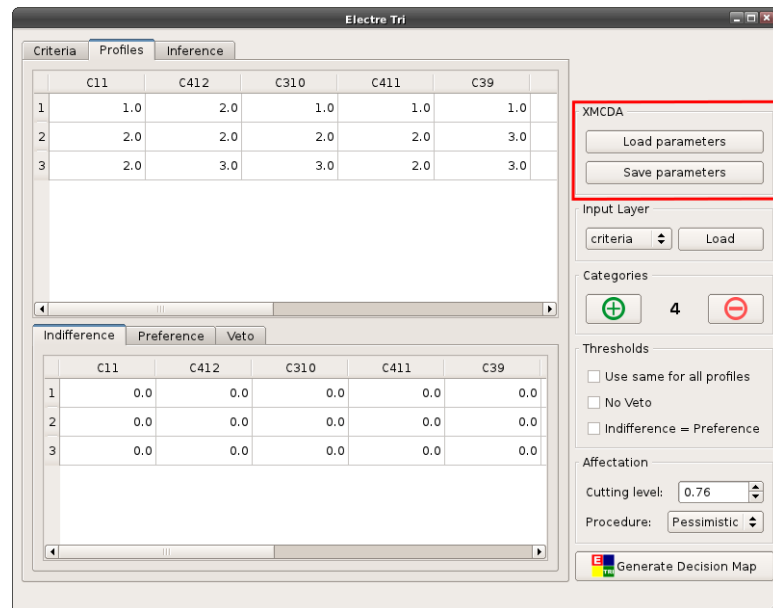 Electre Tri
Criteria Profiles Inference
C11 C412 C310 C411 C39
1 1.0 2.0 1.0 1.0 1.0
2 2.0 2.0 2.0 2.0 3.0
3 2.0 3.0 3.0 2.0 3.0
XMCDA
Load parameters
Save parameters
Input Layer
criteria Load
Categories
4
Indifference Preference Veto
C11 C412 C310 C411 C39
1 0.0 0.0 0.0 0.0 0.0
2 0.0 0.0 0.0 0.0 0.0
3 0.0 0.0 0.0 0.0 0.0
Thresholds
Use same for all profiles
No Veto
Indifference = Preference
Affectation
Cutting level: 0.76
Procedure: Pessimistic
E TRI Generate Decision Map